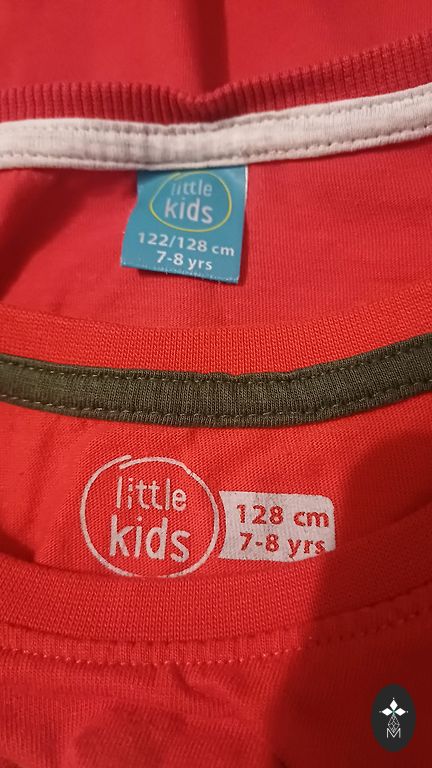 little
kids
122/128 cm
7-8 yrs
little
kids
128 cm
7-8 yrs
M